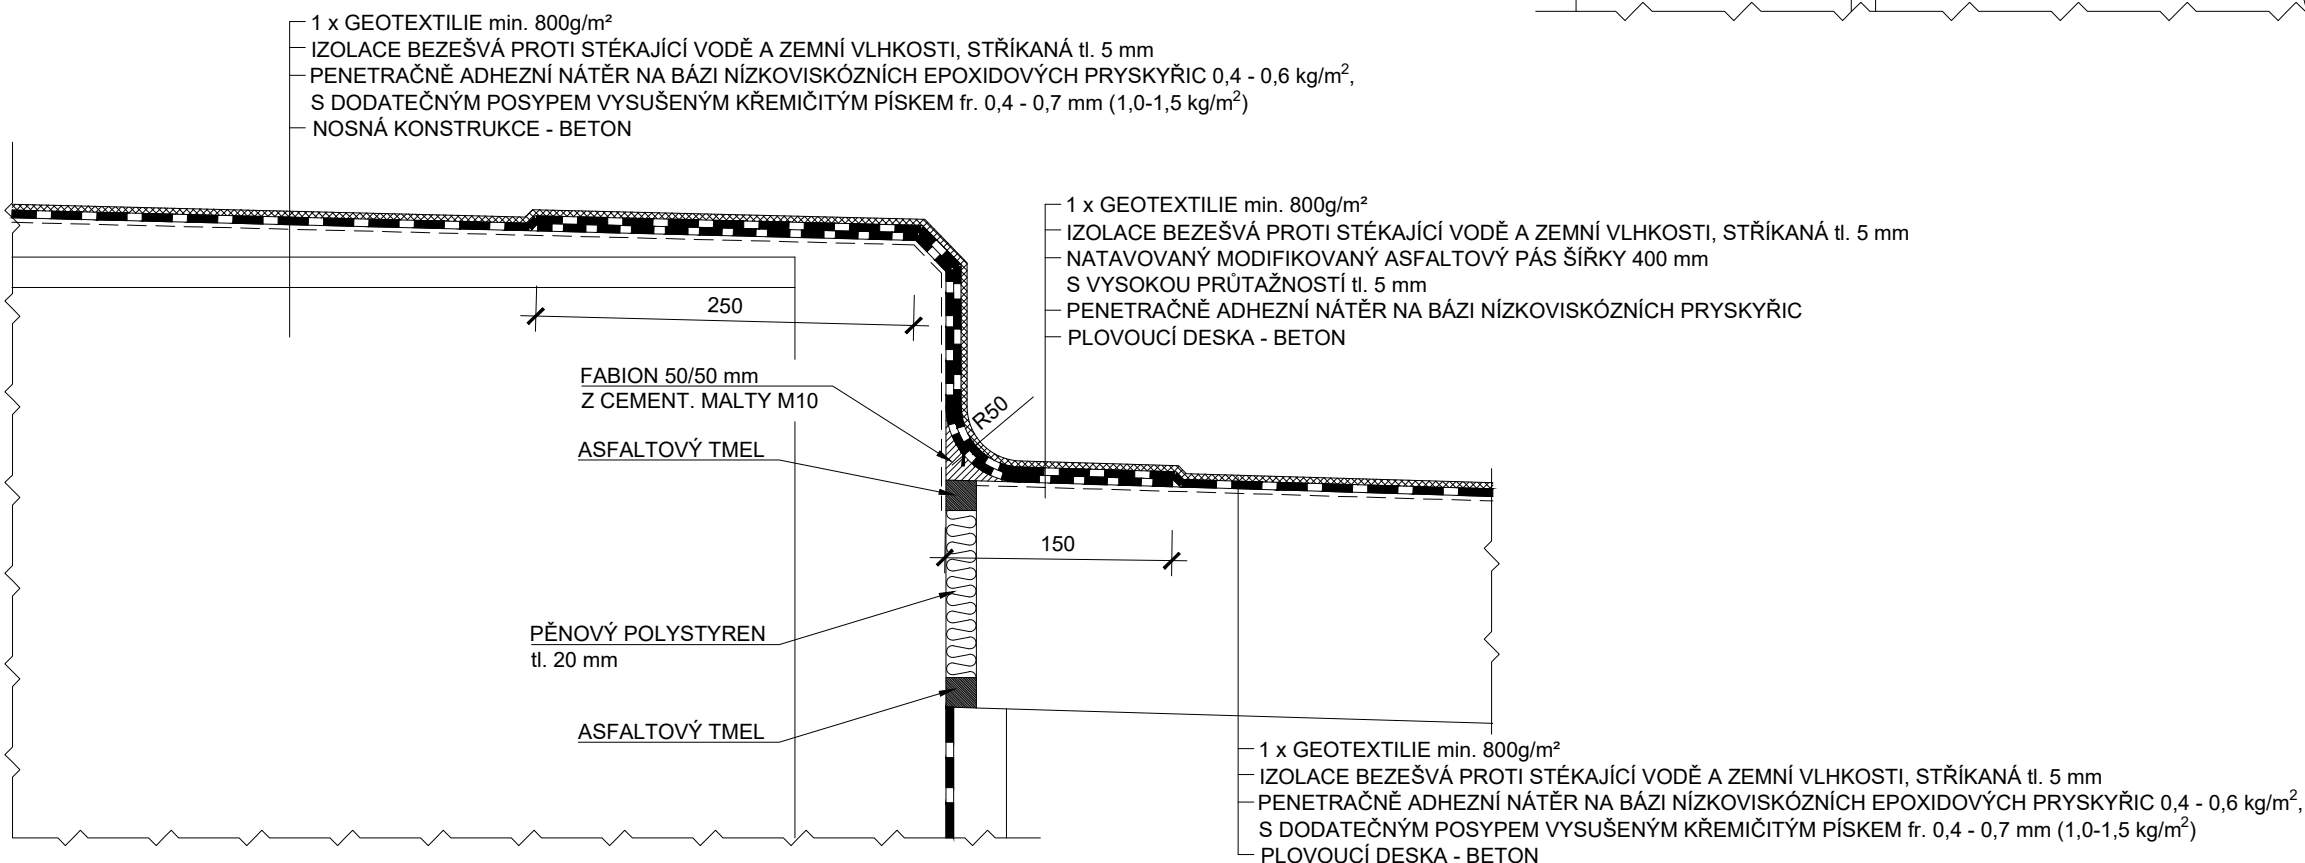 1 x GEOTEXTILIE min. 800g/m²
IZOLACE BEZEŠVÁ PROTI STÉKAJÍCÍ VODĚ A ZEMNÍ VLHKOSTI, STŘÍKANÁ tl. 5 mm
PENETRAČNĚ ADHEZNÍ NÁTĚR NA BÁZI NÍZKOVISKÓZNÍCH EPOXIDOVÝCH PRYSKYŘIC 0,4 - 0,6 kg/m²,
S DODATEČNÝM POSYPEM VYSUŠENÝM KŘEMIČITÝM PÍSKEM fr. 0,4 - 0,7 mm (1,0-1,5 kg/m²)
NOSNÁ KONSTRUKCE - BETON
1 x GEOTEXTILIE min. 800g/m²
IZOLACE BEZEŠVÁ PROTI STÉKAJÍCÍ VODĚ A ZEMNÍ VLHKOSTI, STŘÍKANÁ tl. 5 mm
NATAVOVANÝ MODIFIKOVANÝ ASFALTOVÝ PÁS ŠÍŘKY 400 mm
S VYSOKOU PRŮTAŽNOSTÍ tl. 5 mm
PENETRAČNĚ ADHEZNÍ NÁTĚR NA BÁZI NÍZKOVISKÓZNÍCH PRYSKYŘIC
PLOVOUCÍ DESKA - BETON
250
FABION 50/50 mm
Z CEMENT. MALTY M10
R50
ASFALTOVÝ TMEL
150
PĚNOVÝ POLYSTYREN
tl. 20 mm
ASFALTOVÝ TMEL
1 x GEOTEXTILIE min. 800g/m²
IZOLACE BEZEŠVÁ PROTI STÉKAJÍCÍ VODĚ A ZEMNÍ VLHKOSTI, STŘÍKANÁ tl. 5 mm
PENETRAČNĚ ADHEZNÍ NÁTĚR NA BÁZI NÍZKOVISKÓZNÍCH EPOXIDOVÝCH PRYSKYŘIC 0,4 - 0,6 kg/m²,
S DODATEČNÝM POSYPEM VYSUŠENÝM KŘEMIČITÝM PÍSKEM fr. 0,4 - 0,7 mm (1,0-1,5 kg/m²)
PLOVOUCÍ DESKA - BETON